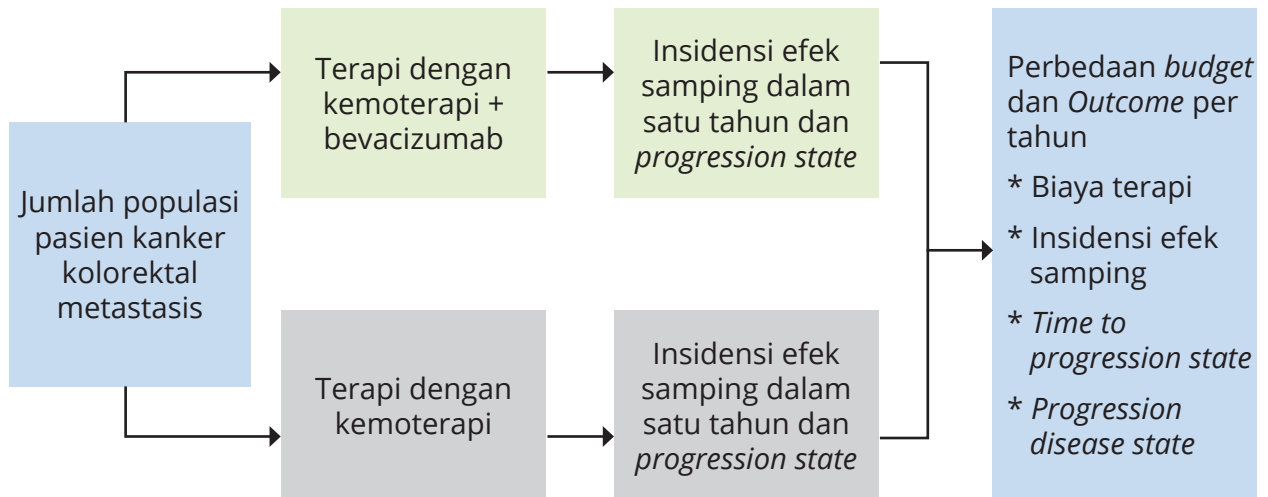 Jumlah populasi
pasien kanker
kolorektal
metastasis
Terapi dengan
kemoterapi +
bevacizumab
Insidensi efek
samping dalam
satu tahun dan
progression state
Terapi dengan
kemoterapi
Insidensi efek
samping dalam
satu tahun dan
progression state
Perbedaan budget
dan Outcome per
tahun
* Biaya terapi
* Insidensi efek
samping
* Time to
progression state
* Progression
disease state